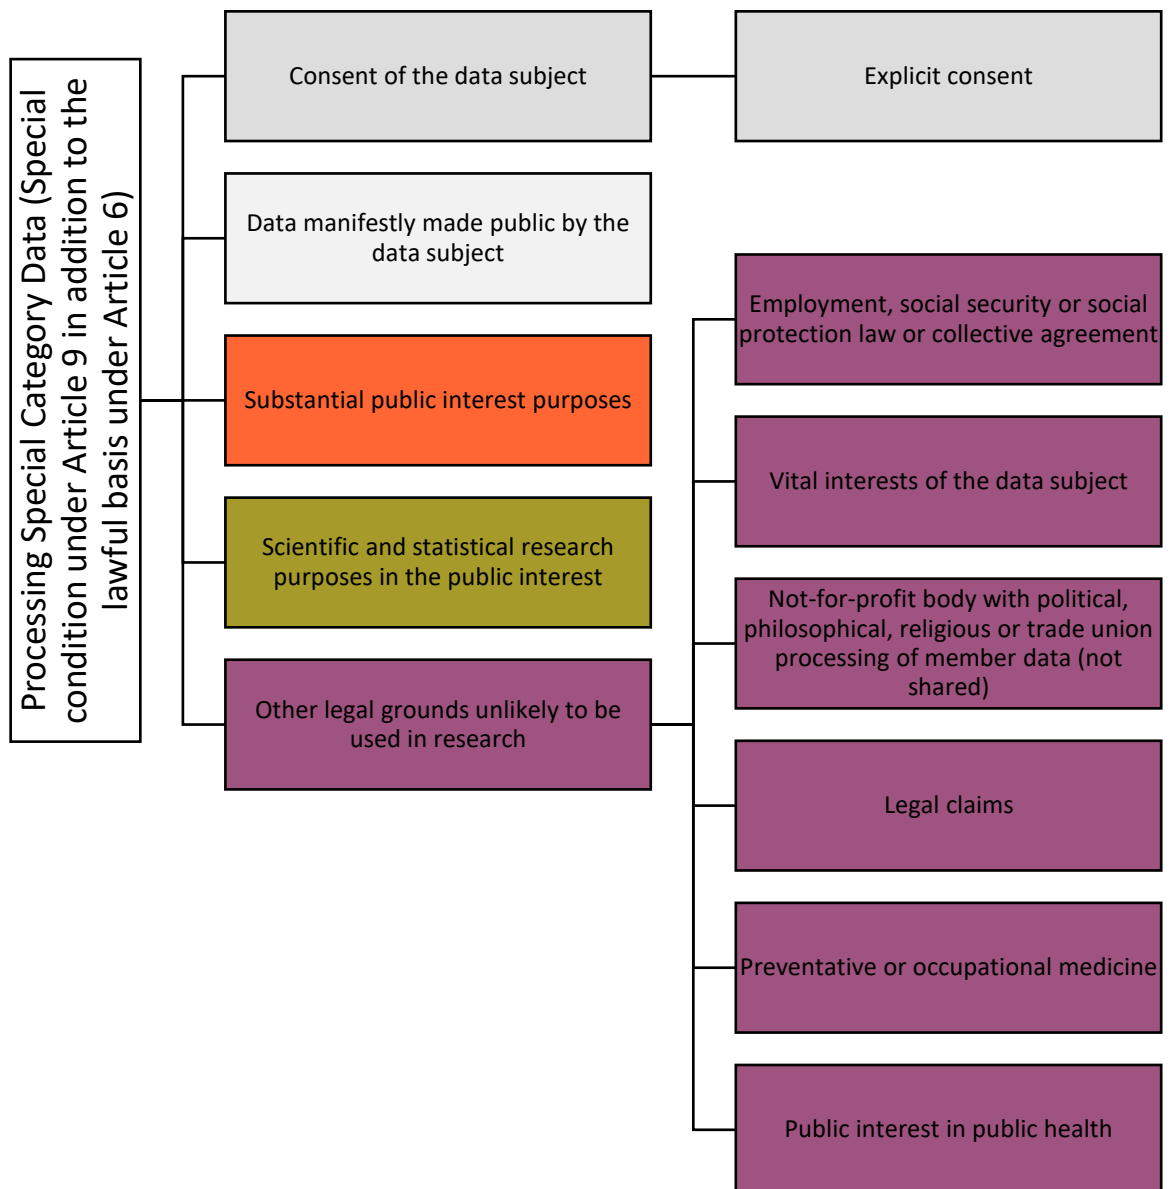 Processing Special Category Data (Special
condition under Article 9 in addition to the
lawful basis under Article 6)
Consent of the data subject
Explicit consent
Data manifestly made public by the
data subject
Substantial public interest purposes
Scientific and statistical research
purposes in the public interest
Other legal grounds unlikely to be
used in research
Employment, social security or social
protection law or collective agreement
Vital interests of the data subject
Not-for-profit body with political,
philosophical, religious or trade union
processing of member data (not
shared)
Legal claims
Preventative or occupational medicine
Public interest in public health